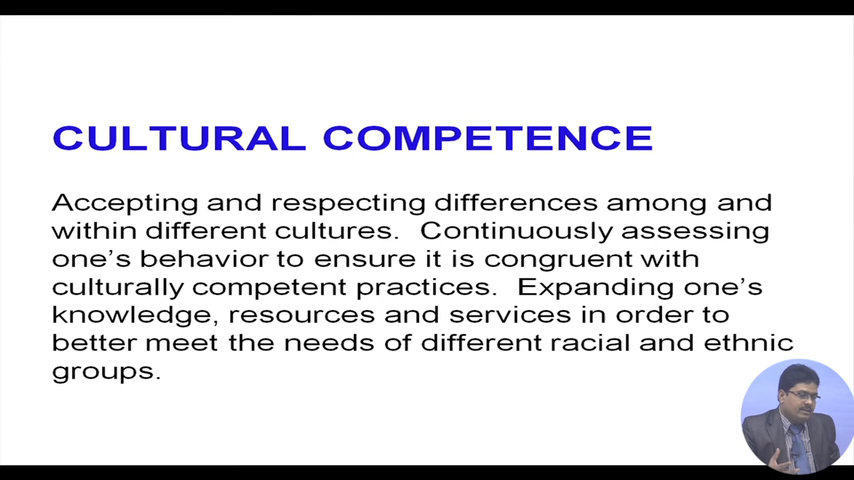 CULTURAL COMPETENCE
Accepting and respecting differences among and
within different cultures.  Continuously assessing
one's behavior to ensure it is congruent with
culturally competent practices.  Expanding one's
knowledge, resources and services in order to
better meet the needs of different racial and ethnic
groups.